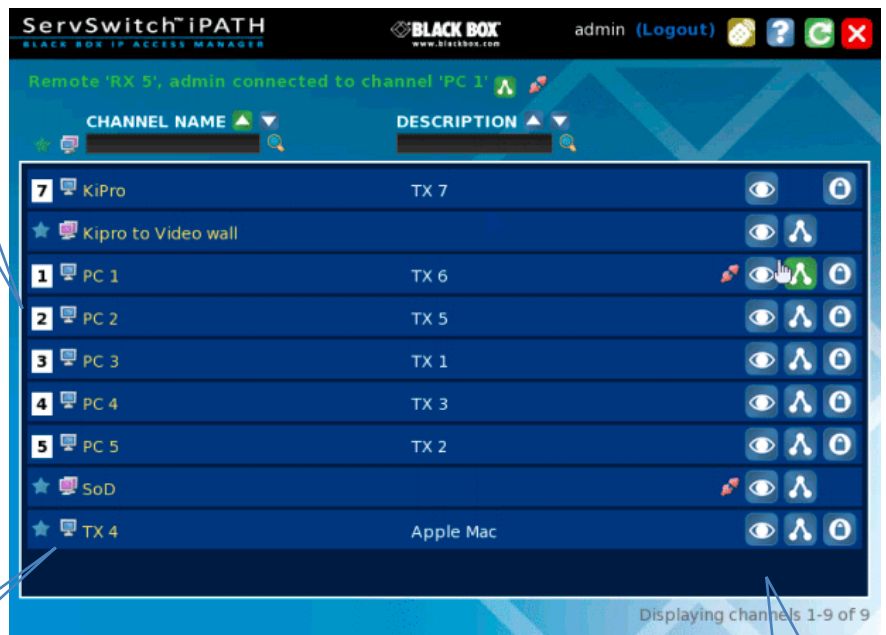 ServSwitch™ iPATH
BLACK BOX IP ACCESS MANAGER
BLACK BOX®
www.blackbox.com
admin (Logout)
Remote 'RX 5', admin connected to channel 'PC 1'
CHANNEL NAME DESCRIPTION
7 KiPro TX 7
Kipro to Video wall
1 PC 1 TX 6
2 PC 2 TX 5
3 PC 3 TX 1
4 PC 4 TX 3
5 PC 5 TX 2
SoD
TX 4 Apple Mac
Displaying channels 1-9 of 9